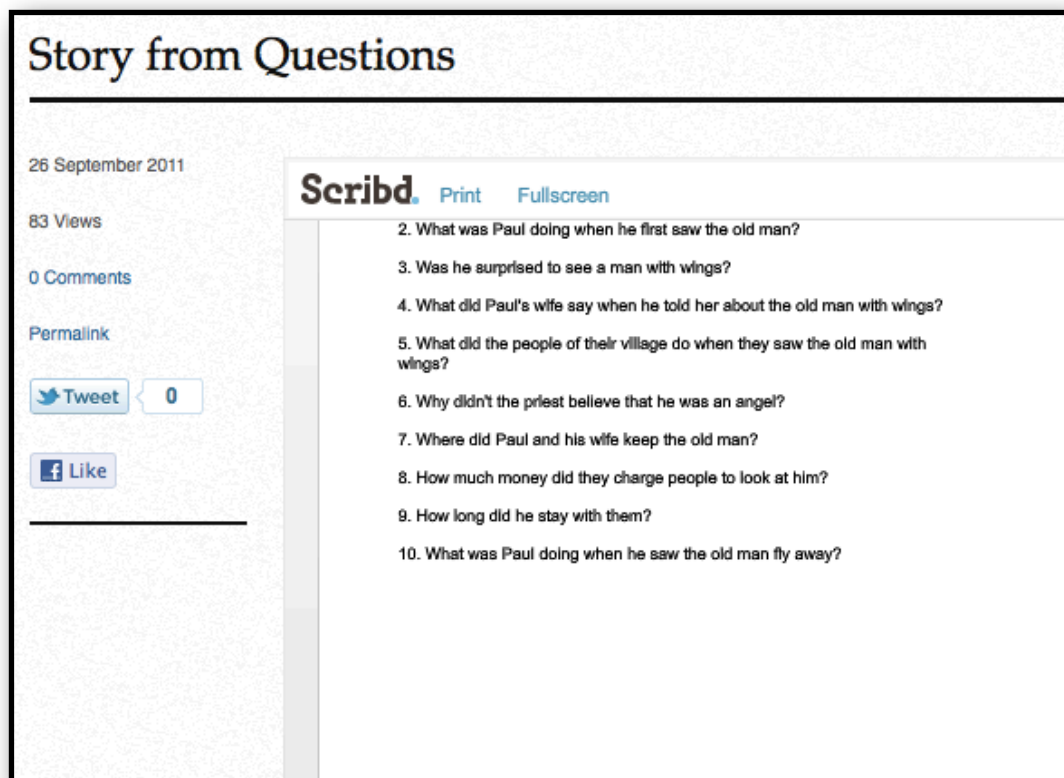 Story from Questions
26 September 2011
83 Views
0 Comments
Permalink
Tweet
0
Like
Scribd.
Print
Fullscreen
2. What was Paul doing when he first saw the old man?
3. Was he surprised to see a man with wings?
4. What did Paul's wife say when he told her about the old man with wings?
5. What did the people of their village do when they saw the old man with
wings?
6. Why didn't the priest believe that he was an angel?
7. Where did Paul and his wife keep the old man?
8. How much money did they charge people to look at him?
9. How long did he stay with them?
10. What was Paul doing when he saw the old man fly away?